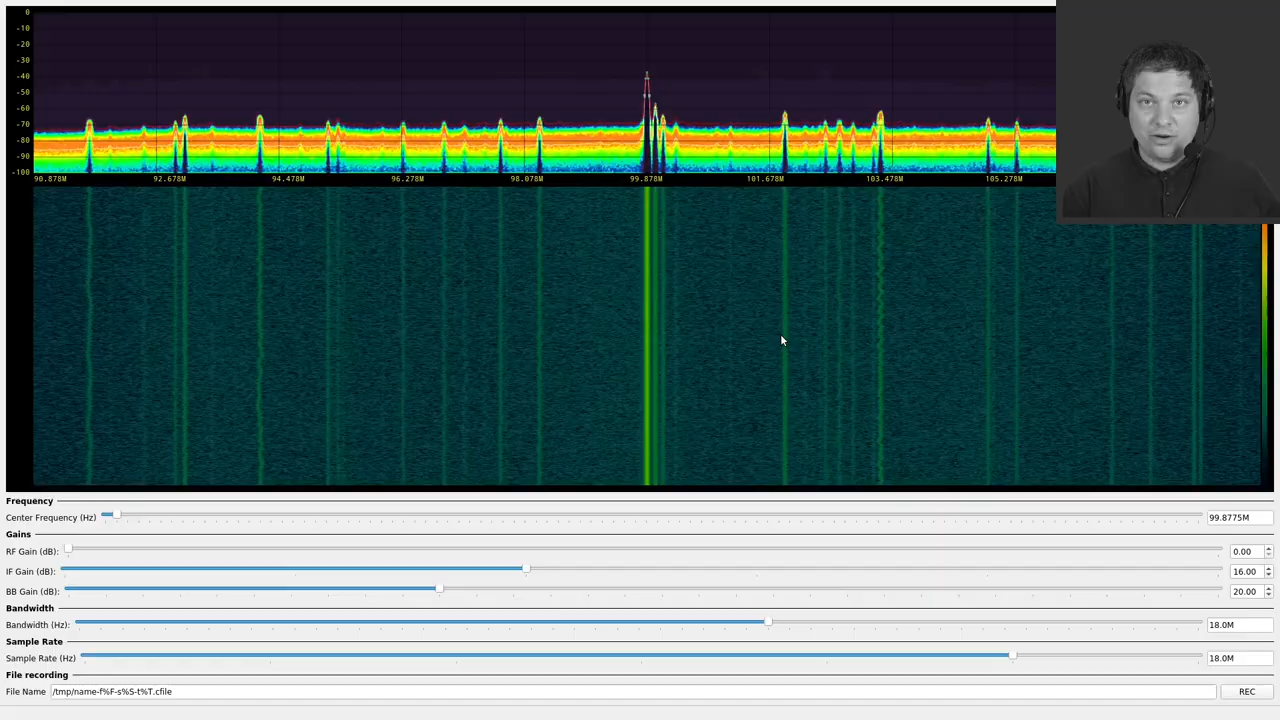 0
-10
-20
-30
-40
-50
-60
-70
-80
-90
-100
90.878M 92.678M 94.478M 96.278M 98.078M 99.878M 101.678M 103.478M 105.278M
Frequency
Center Frequency (Hz) 99.8775M
Gains
RF Gain (dB): 0.00
IF Gain (dB): 16.00
BB Gain (dB): 20.00
Bandwidth
Bandwidth (Hz): 18.0M
Sample Rate
Sample Rate (Hz) 18.0M
File recording
File Name /tmp/name-f%F-s%S-t%T.cfile REC